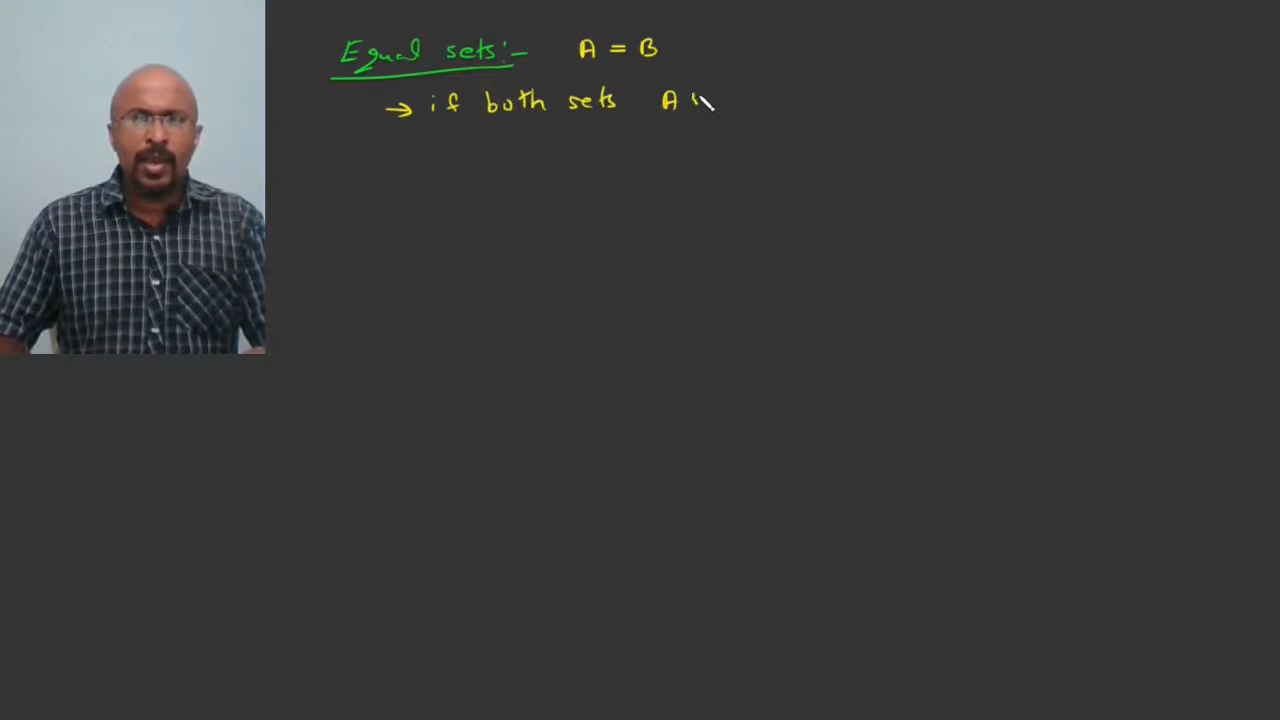 Equal sets:- A = B
→ if both sets A